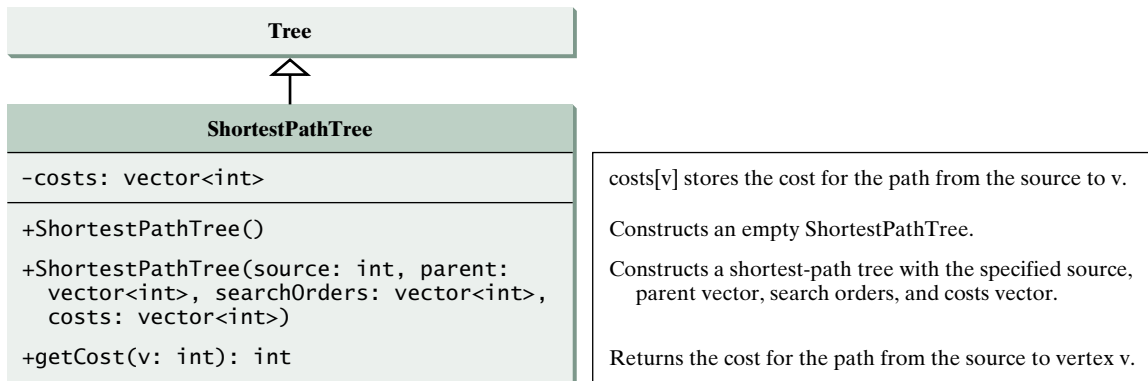 Tree
ShortestPathTree
-costs: vector<int>
costs[v] stores the cost for the path from the source to v.
+ShortestPathTree()
Constructs an empty ShortestPathTree.
+ShortestPathTree(source: int, parent:
vector<int>, searchOrders: vector<int>,
costs: vector<int>)
Constructs a shortest-path tree with the specified source,
parent vector, search orders, and costs vector.
+getCost(v: int): int
Returns the cost for the path from the source to vertex v.